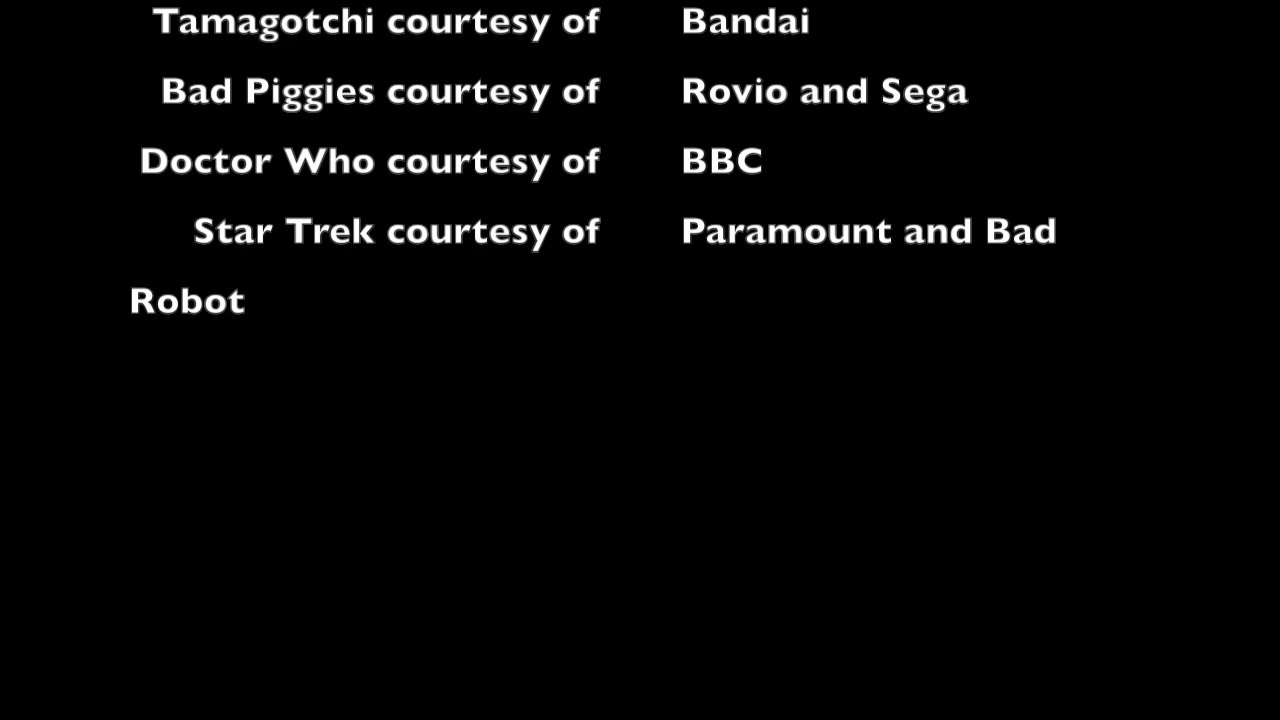 Tamagotchi courtesy of Bandai
Bad Piggies courtesy of Rovio and Sega
Doctor Who courtesy of BBC
Star Trek courtesy of Paramount and Bad
Robot